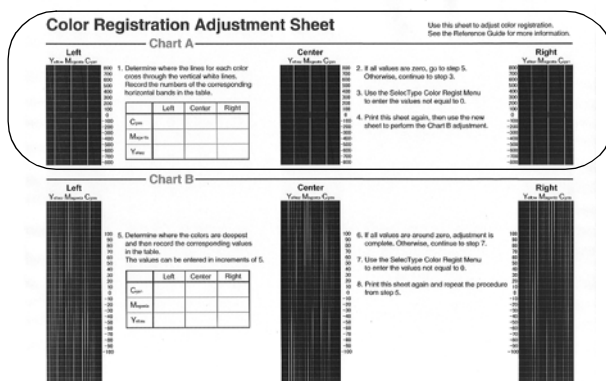 Color Registration Adjustment Sheet
Use this sheet to adjust color registration.
See the Reference Guide for more information.
Chart A
Left
Yellow Magenta Cyan
Center
Yellow Magenta Cyan
Right
Yellow Magenta Cyan
1. Determine where the lines for each color
cross through the vertical white lines.
Record the numbers of the corresponding
horizontal bands in the table.
Left Center Right
Cyan
Magenta
Yellow
2. If all values are zero, go to step 5.
Otherwise, continue to step 3.
3. Use the SelecType Color Regist Menu
to enter the values not equal to 0.
4. Print this sheet again, then use the new
sheet to perform the Chart B adjustment.
Chart B
Left
Yellow Magenta Cyan
Center
Yellow Magenta Cyan
Right
Yellow Magenta Cyan
5. Determine where the colors are deepest
and then record the corresponding values
in the table.
The values can be entered in increments of 5.
Left Center Right
Cyan
Magenta
Yellow
6. If all values are around zero, adjustment is
complete. Otherwise, continue to step 7.
7. Use the SelecType Color Regist Menu
to enter the values not equal to 0.
8. Print this sheet again and repeat the procedure
from step 5.